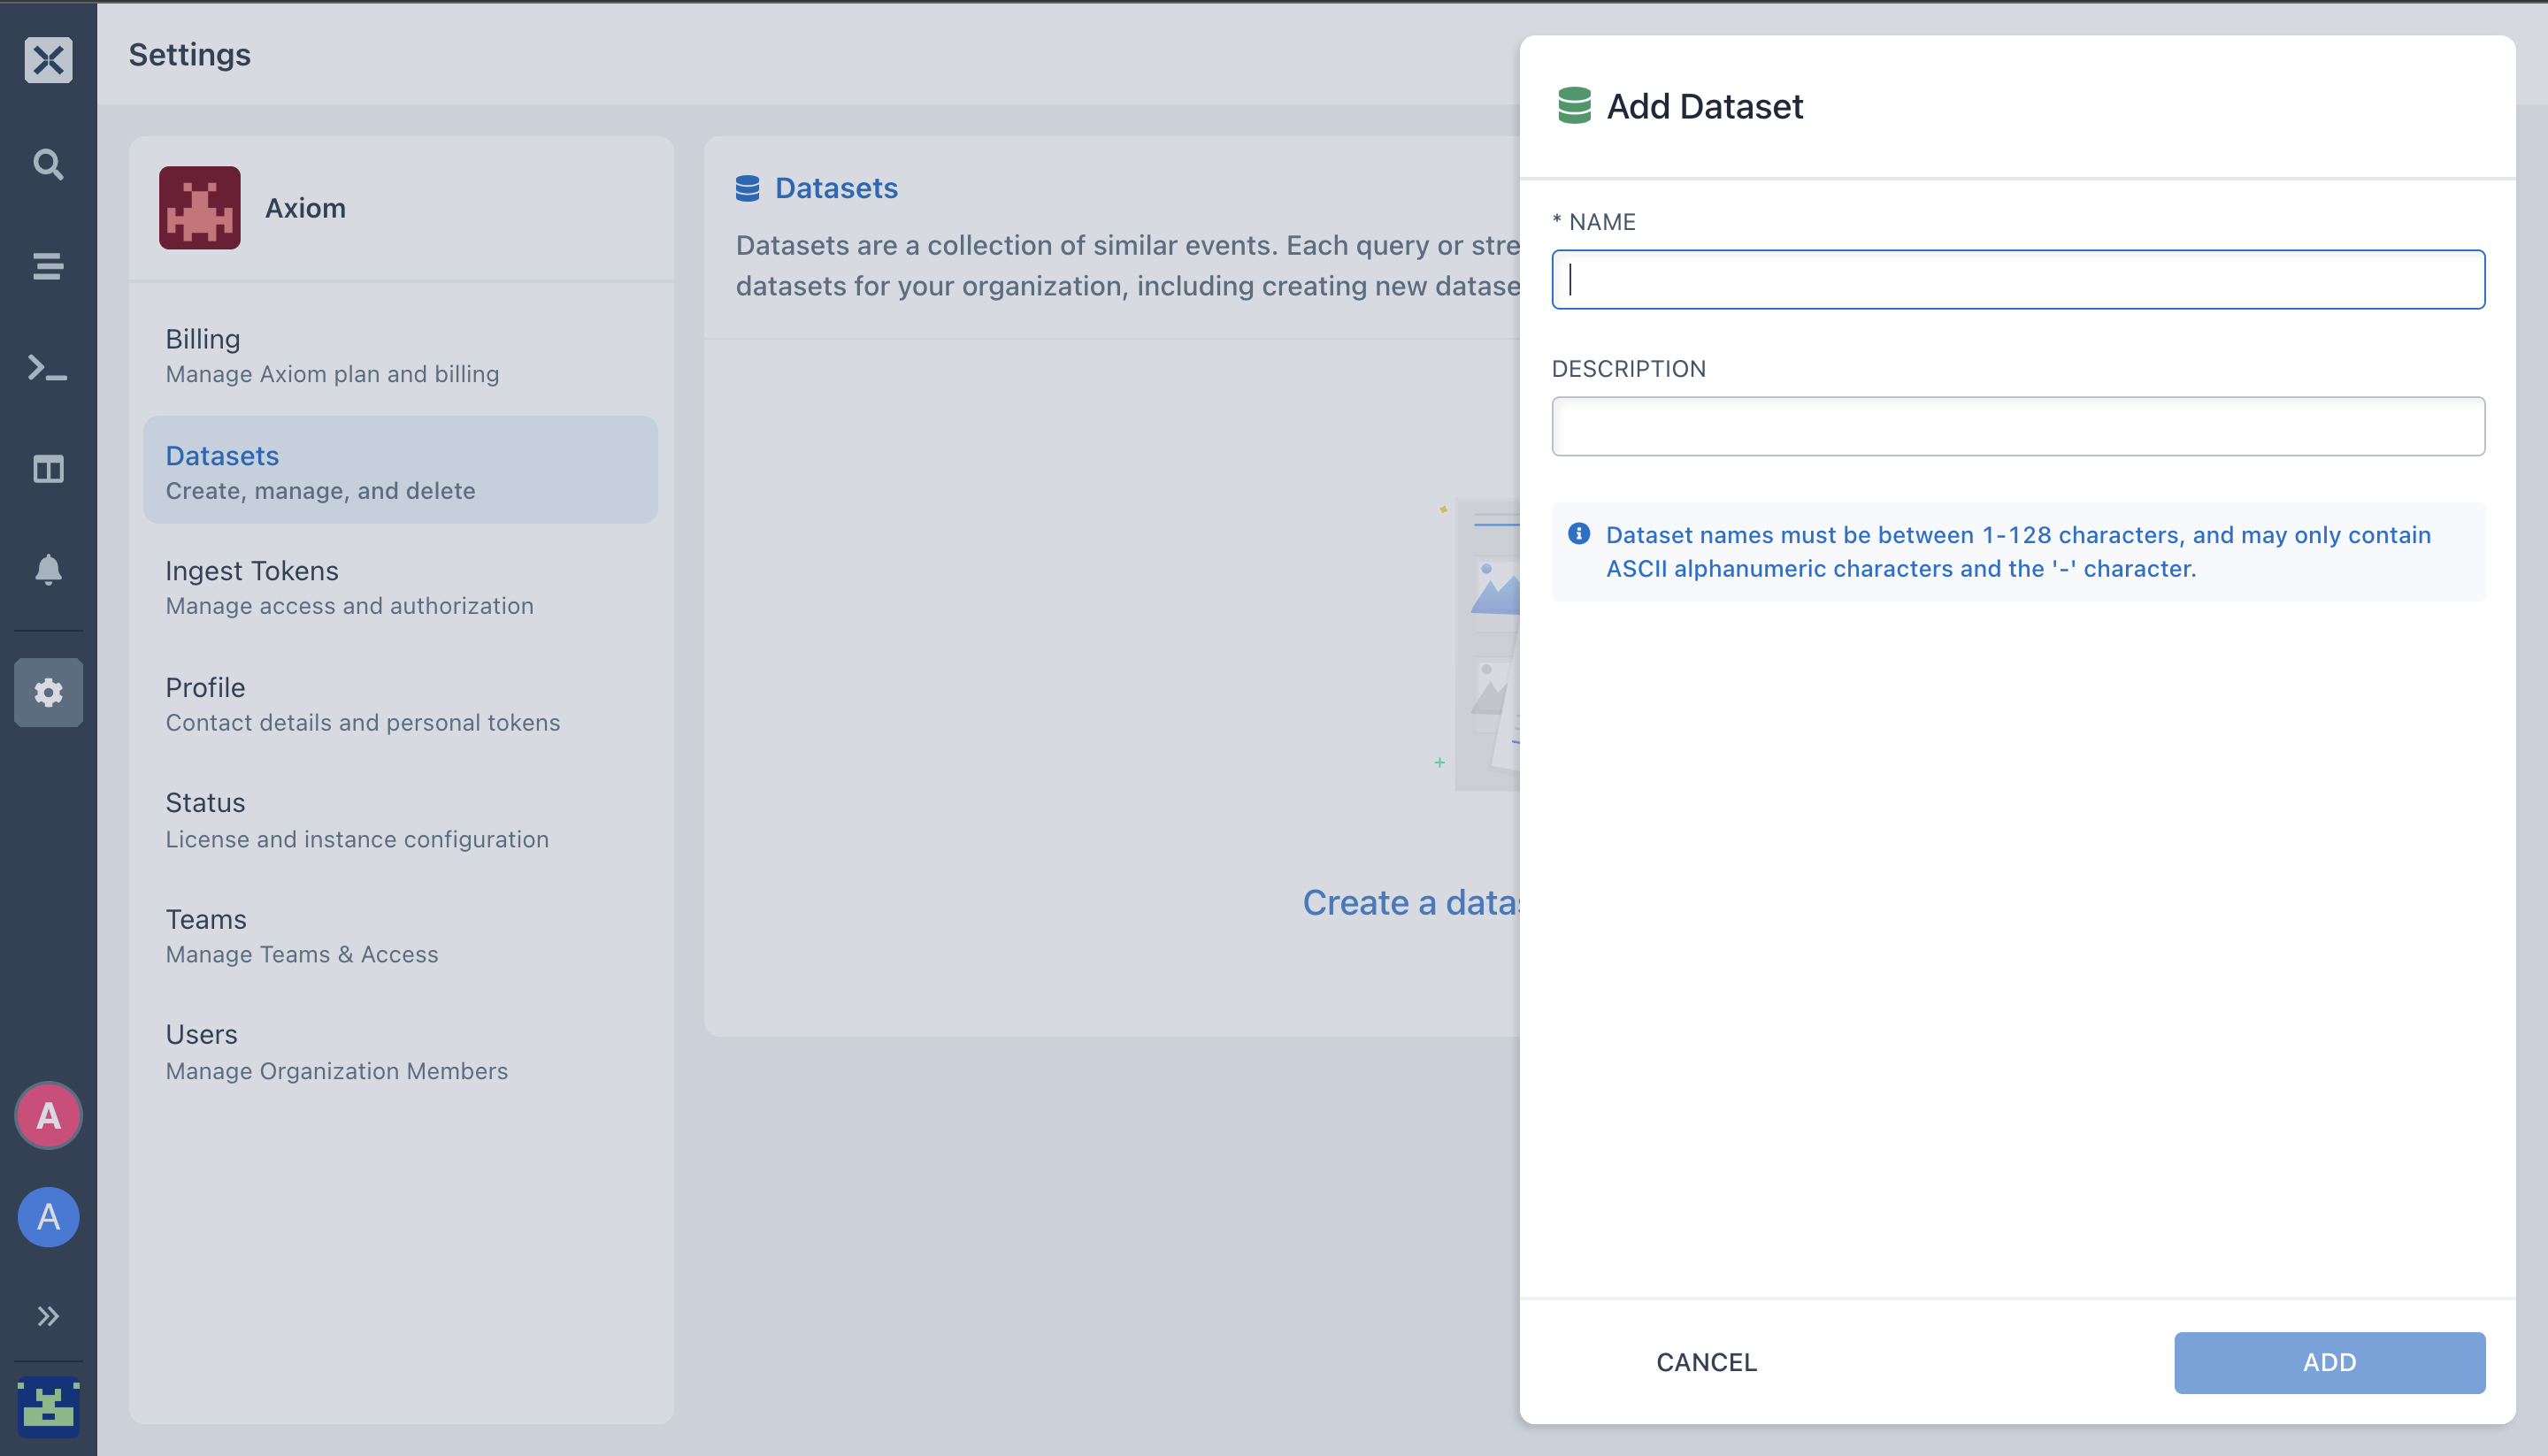 Settings
Axiom
Billing
Manage Axiom plan and billing
Datasets
Create, manage, and delete
Ingest Tokens
Manage access and authorization
Profile
Contact details and personal tokens
Status
License and instance configuration
Teams
Manage Teams & Access
Users
Manage Organization Members
A
A
Datasets
Datasets are a collection of similar events. Each query or stre
datasets for your organization, including creating new datase
Create a datas
Add Dataset
* NAME
DESCRIPTION
Dataset names must be between 1-128 characters, and may only contain
ASCII alphanumeric characters and the '-' character.
CANCEL
ADD